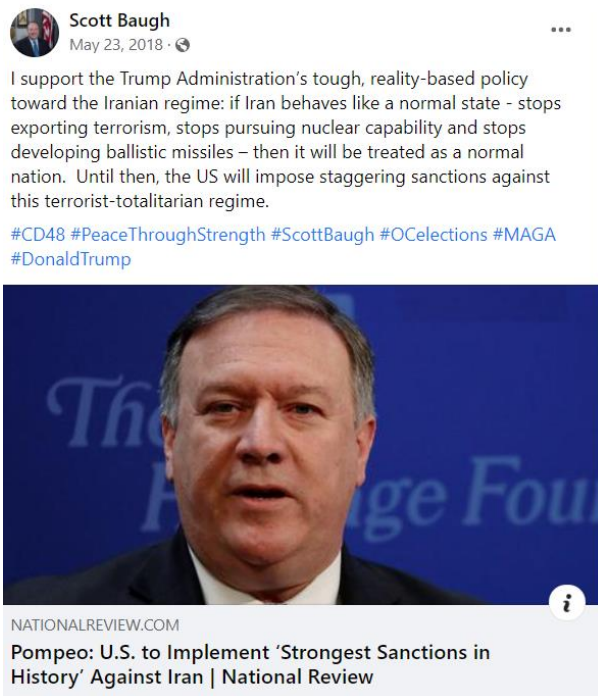 Scott Baugh
May 23, 2018 ·
I support the Trump Administration's tough, reality-based policy
toward the Iranian regime: if Iran behaves like a normal state - stops
exporting terrorism, stops pursuing nuclear capability and stops
developing ballistic missiles – then it will be treated as a normal
nation.  Until then, the US will impose staggering sanctions against
this terrorist-totalitarian regime.
#CD48 #PeaceThroughStrength #ScottBaugh #OCelections #MAGA
#DonaldTrump
The
ge Fou
i
NATIONALREVIEW.COM
Pompeo: U.S. to Implement 'Strongest Sanctions in
History' Against Iran | National Review